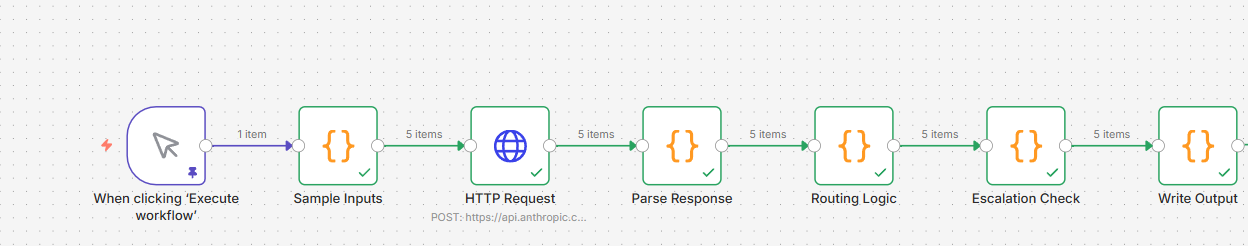 1 item
5 items
5 items
5 items
5 items
5 items
When clicking ‘Execute
workflow’
Sample Inputs
HTTP Request
POST: https://api.anthropic.c...
Parse Response
Routing Logic
Escalation Check
Write Output